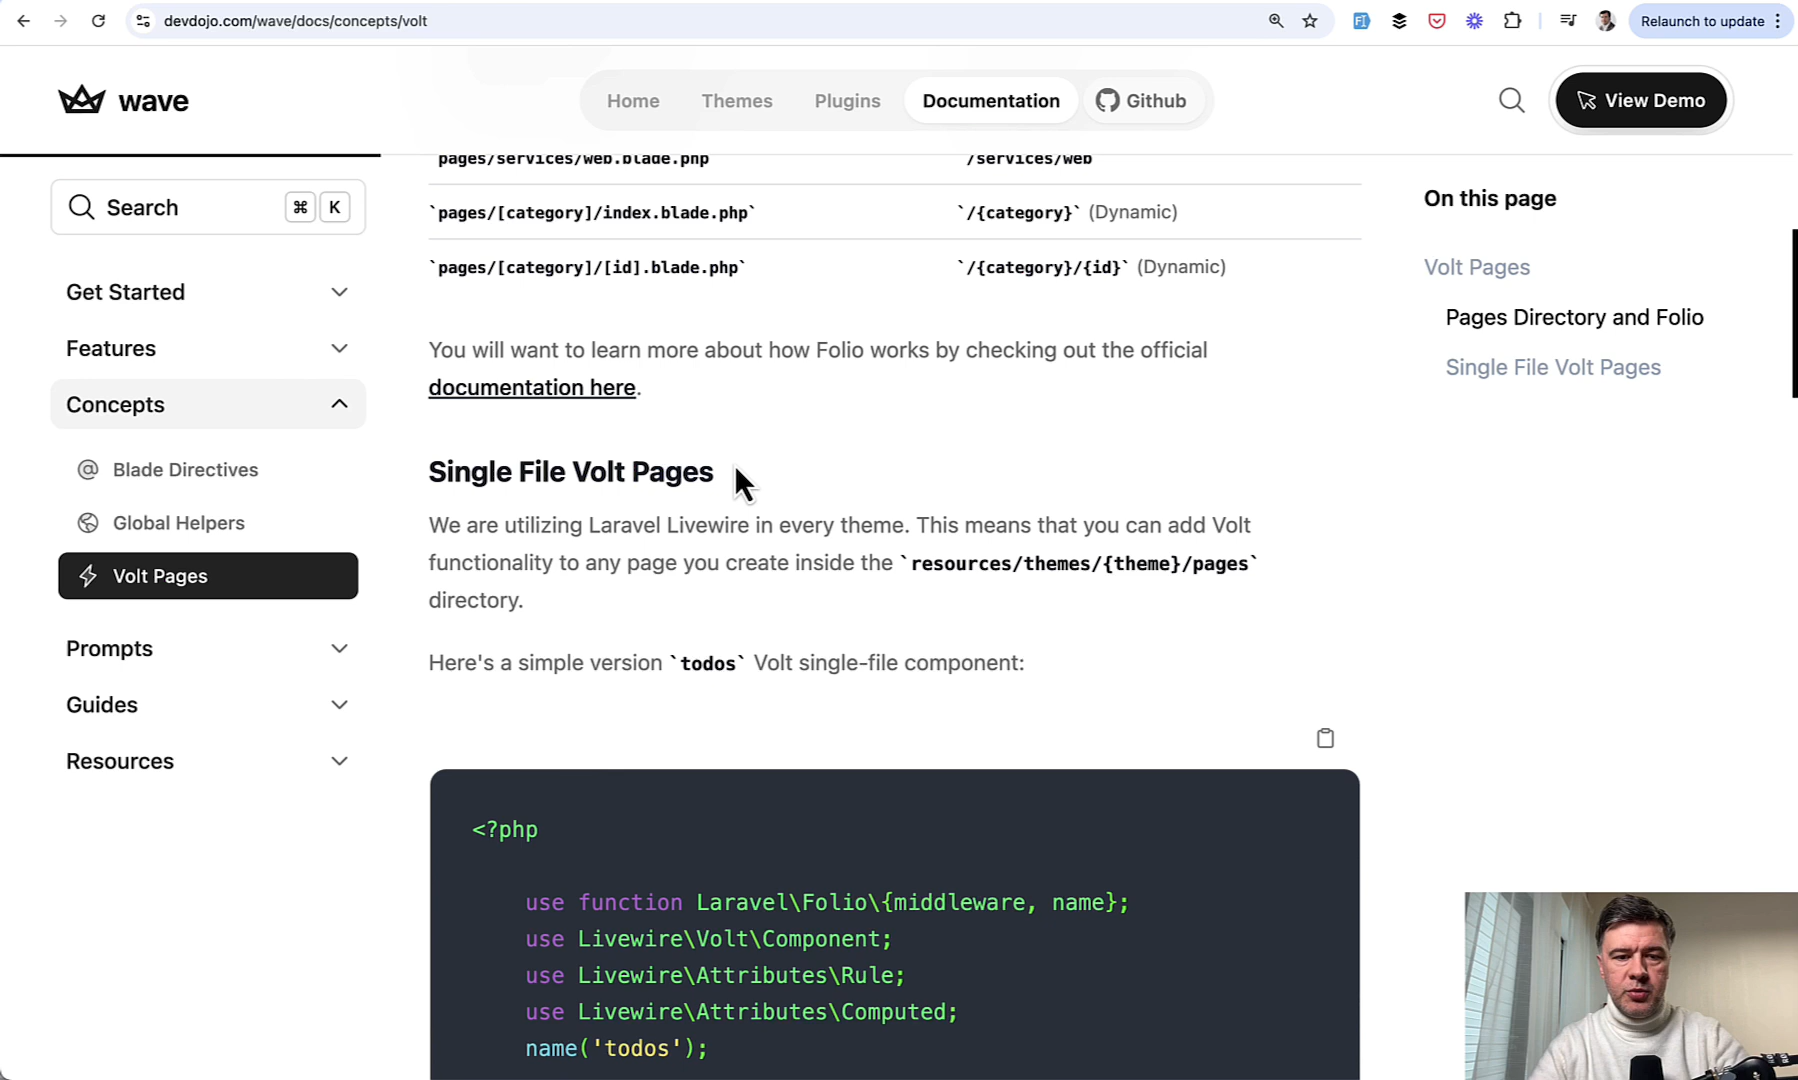 devdojo.com/wave/docs/concepts/volt
Relaunch to update
wave
Home
Themes
Plugins
Documentation
Github
View Demo
pages/services/web.blade.php
/services/web
Search
⌘ K
`pages/[category]/index.blade.php`
`/{category}` (Dynamic)
`pages/[category]/[id].blade.php`
`/{category}/{id}` (Dynamic)
Get Started
Features
Concepts
Blade Directives
Global Helpers
Volt Pages
Prompts
Guides
Resources
You will want to learn more about how Folio works by checking out the official
documentation here.
Single File Volt Pages
We are utilizing Laravel Livewire in every theme. This means that you can add Volt
functionality to any page you create inside the `resources/themes/{theme}/pages`
directory.
Here's a simple version `todos` Volt single-file component:
<?php
use function Laravel\Folio\{middleware, name};
use Livewire\Volt\Component;
use Livewire\Attributes\Rule;
use Livewire\Attributes\Computed;
name('todos');
On this page
Volt Pages
Pages Directory and Folio
Single File Volt Pages